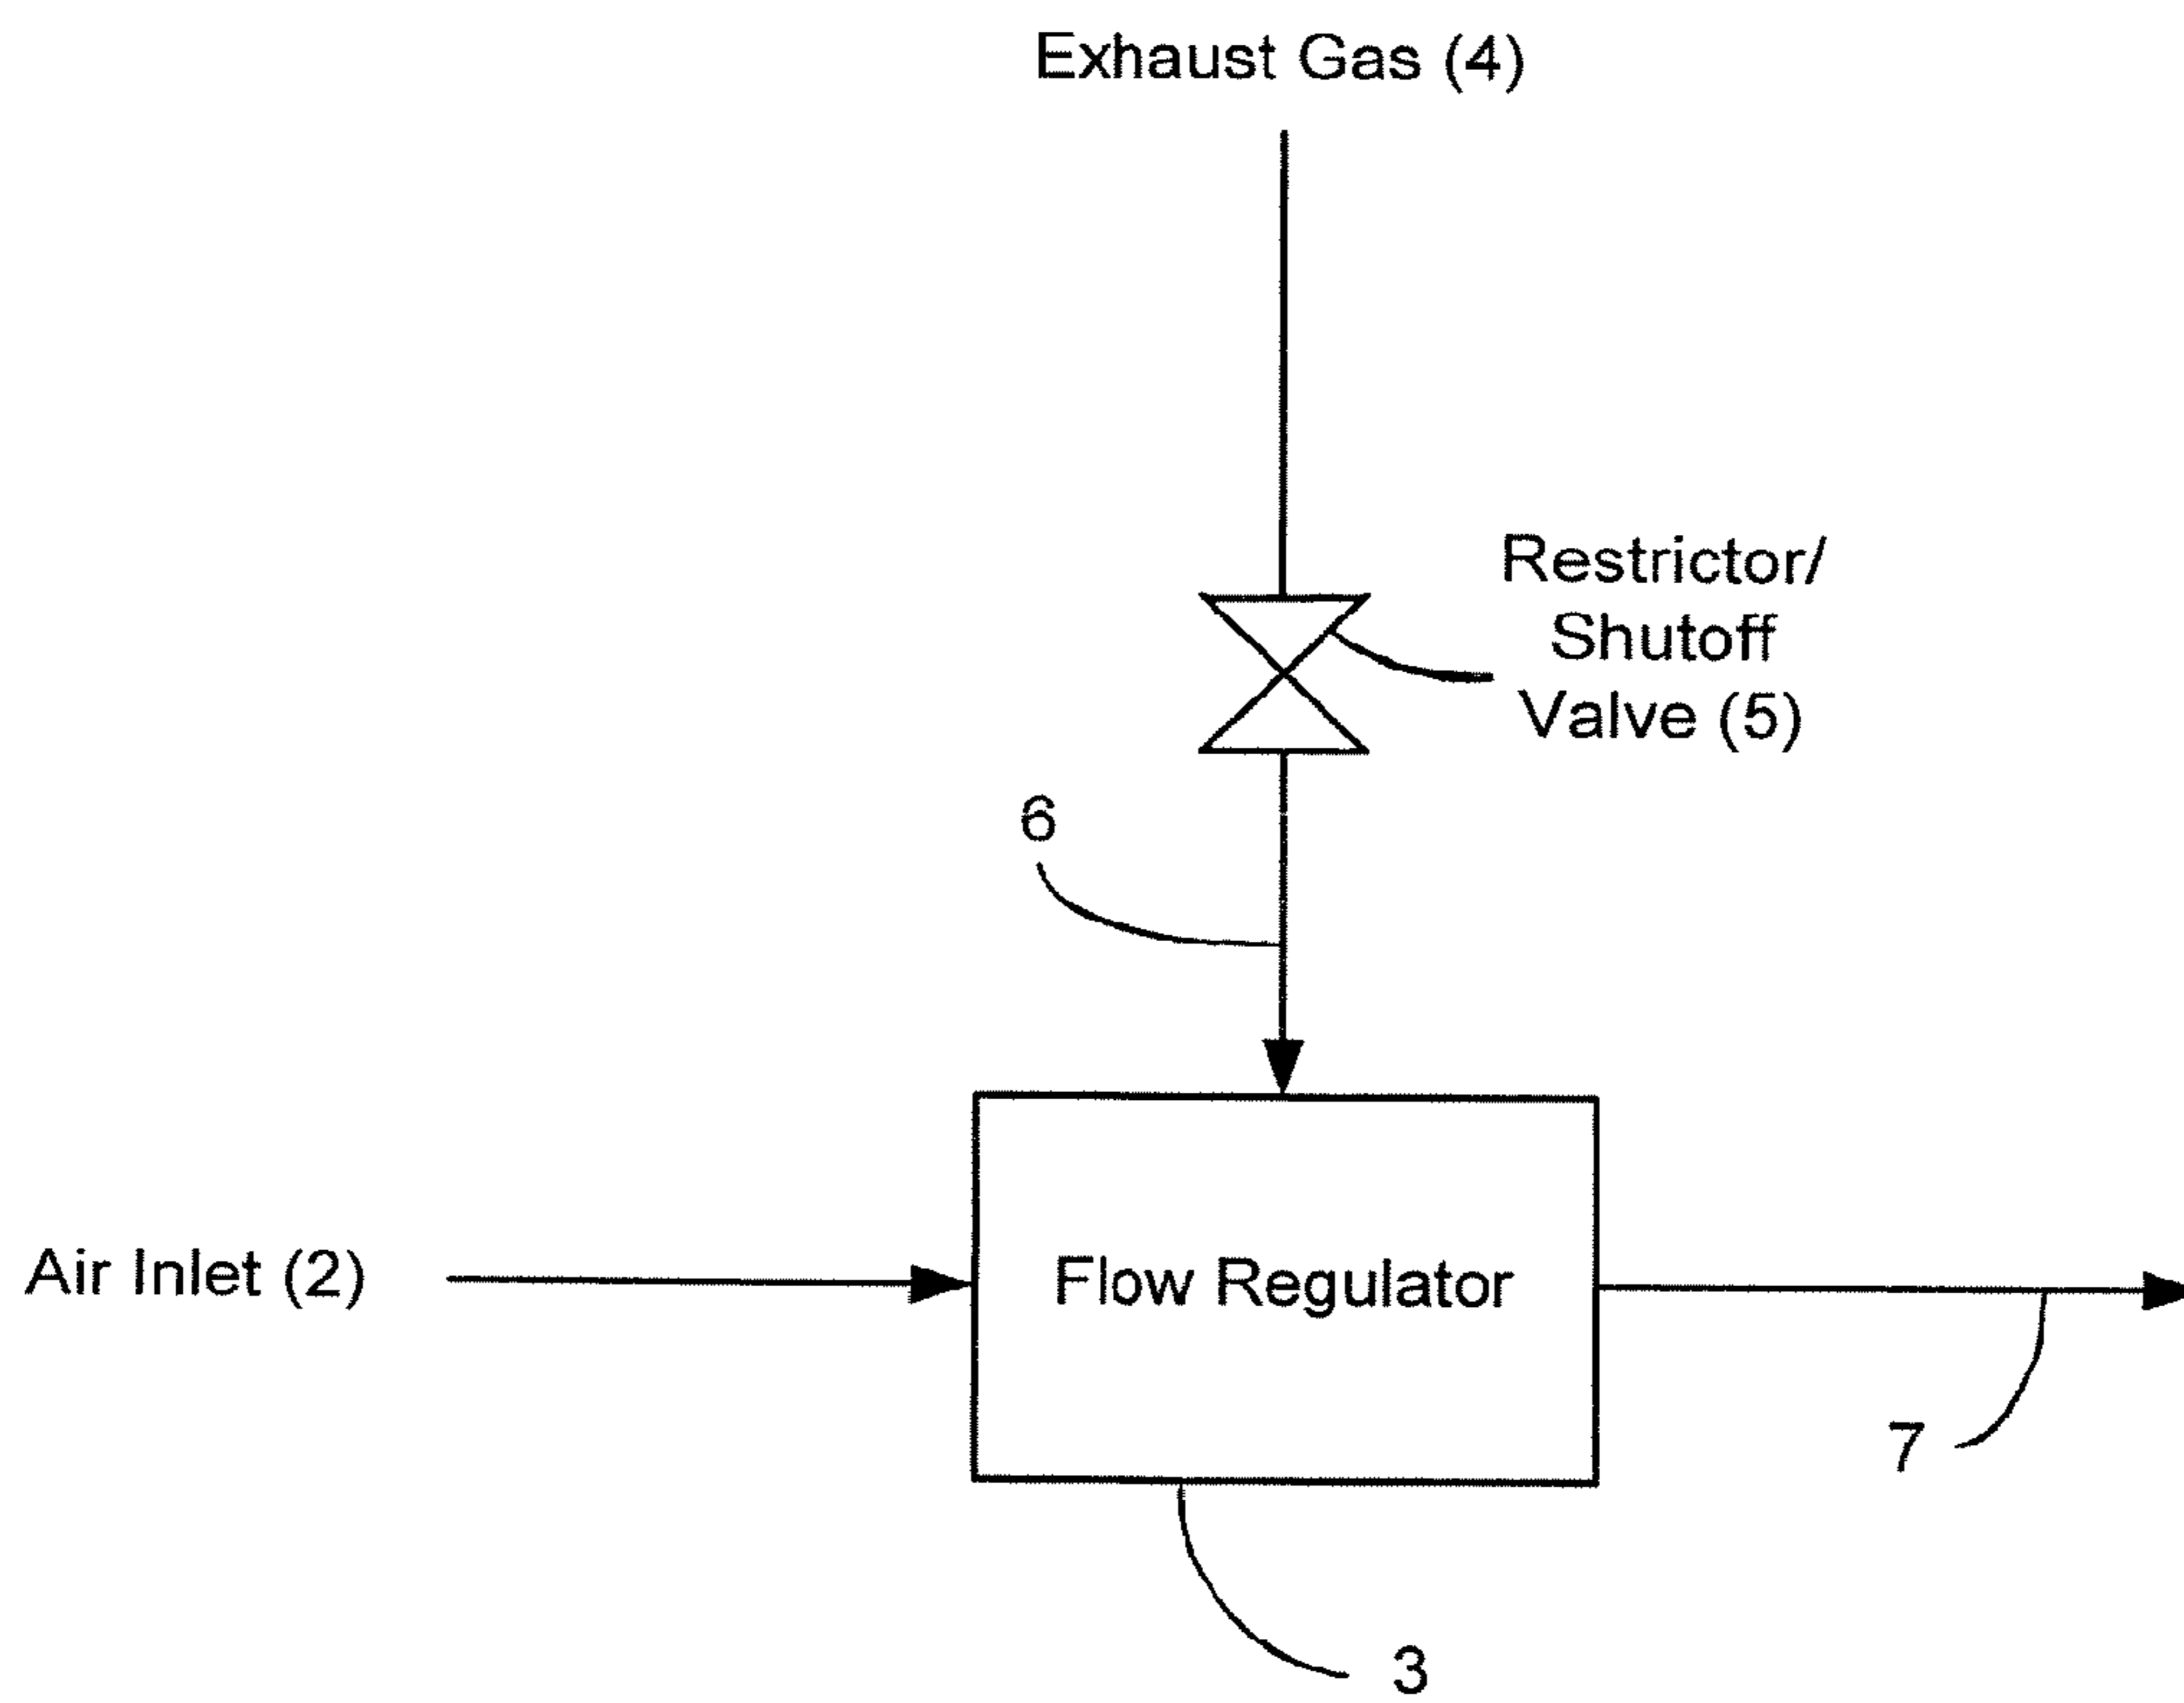 Exhaust Gas (4)
Restrictor/
Shutoff
Valve (5)
6
Air Inlet (2)
Flow Regulator
7
3